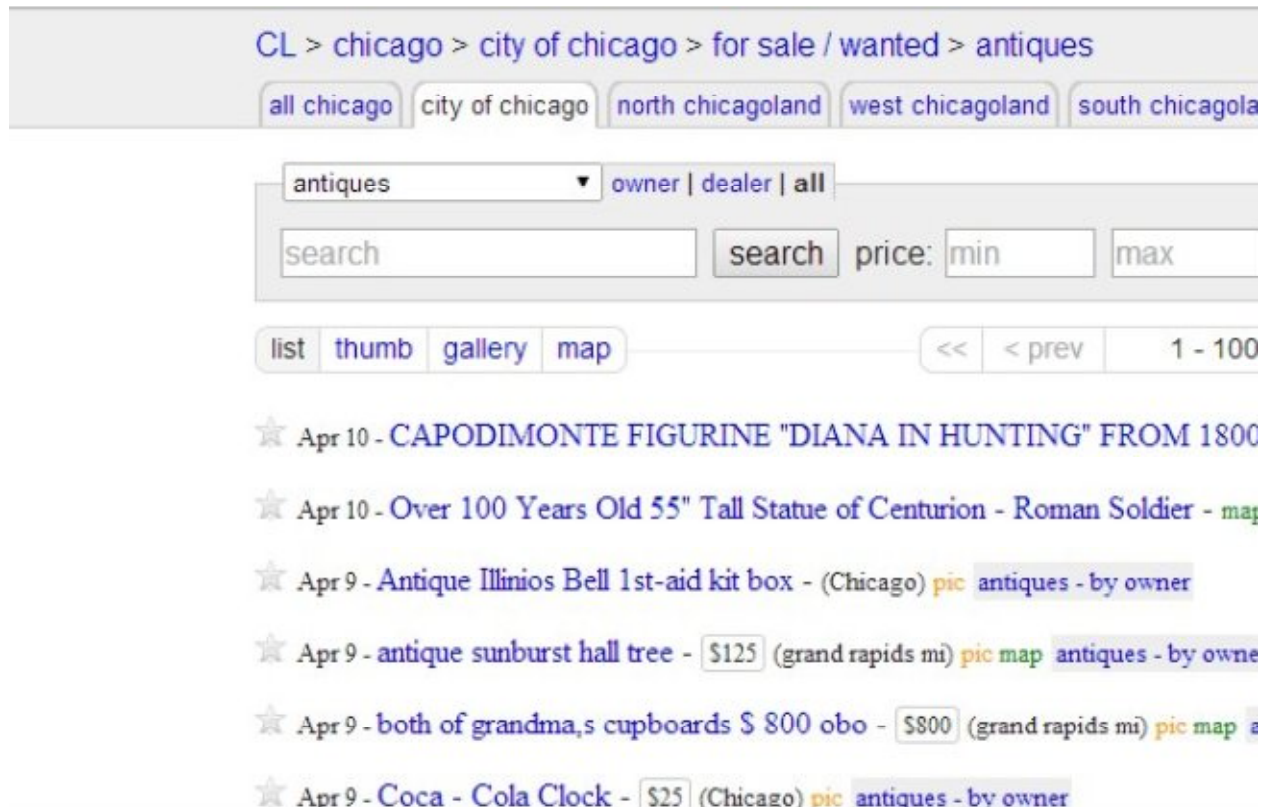 CL > chicago > city of chicago > for sale / wanted > antiques
all chicago city of chicago north chicagoland west chicagoland south chicagola
antiques owner | dealer | all
search search price: min max
list thumb gallery map << < prev 1 - 100
Apr 10 - CAPODIMONTE FIGURINE "DIANA IN HUNTING" FROM 1800
Apr 10 - Over 100 Years Old 55" Tall Statue of Centurion - Roman Soldier - map
Apr 9 - Antique Illinios Bell 1st-aid kit box - (Chicago) pic antiques - by owner
Apr 9 - antique sunburst hall tree - $125 (grand rapids mi) pic map antiques - by owne
Apr 9 - both of grandma,s cupboards $ 800 obo - $800 (grand rapids mi) pic map a
Apr 9 - Coca - Cola Clock - $25 (Chicago) pic antiques - by owner